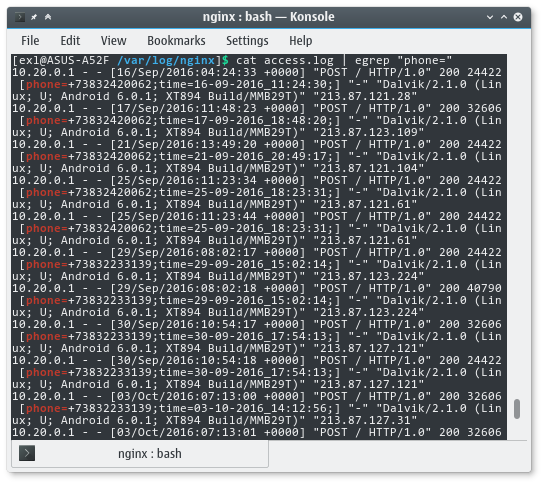 nginx : bash — Konsole
File Edit View Bookmarks Settings Help
[exl@ASUS-A52F /var/log/nginx]$ cat access.log | egrep "phone="
10.20.0.1 - - [16/Sep/2016:04:24:33 +0000] "POST / HTTP/1.0" 200 24422
[phone=+73832420062;time=16-09-2016_11:24:30;] "-" "Dalvik/2.1.0 (Lin
ux; U; Android 6.0.1; XT894 Build/MMB29T)" "213.87.121.28"
10.20.0.1 - - [17/Sep/2016:11:48:23 +0000] "POST / HTTP/1.0" 200 32606
[phone=+73832420062;time=17-09-2016_18:48:20;] "-" "Dalvik/2.1.0 (Lin
ux; U; Android 6.0.1; XT894 Build/MMB29T)" "213.87.123.109"
10.20.0.1 - - [21/Sep/2016:13:49:20 +0000] "POST / HTTP/1.0" 200 24422
[phone=+73832420062;time=21-09-2016_20:49:17;] "-" "Dalvik/2.1.0 (Lin
ux; U; Android 6.0.1; XT894 Build/MMB29T)" "213.87.121.104"
10.20.0.1 - - [25/Sep/2016:11:23:34 +0000] "POST / HTTP/1.0" 200 24422
[phone=+73832420062;time=25-09-2016_18:23:31;] "-" "Dalvik/2.1.0 (Lin
ux; U; Android 6.0.1; XT894 Build/MMB29T)" "213.87.121.61"
10.20.0.1 - - [25/Sep/2016:11:23:44 +0000] "POST / HTTP/1.0" 200 24422
[phone=+73832420062;time=25-09-2016_18:23:31;] "-" "Dalvik/2.1.0 (Lin
ux; U; Android 6.0.1; XT894 Build/MMB29T)" "213.87.121.61"
10.20.0.1 - - [29/Sep/2016:08:02:17 +0000] "POST / HTTP/1.0" 200 24422
[phone=+73832233139;time=29-09-2016_15:02:14;] "-" "Dalvik/2.1.0 (Lin
ux; U; Android 6.0.1; XT894 Build/MMB29T)" "213.87.123.224"
10.20.0.1 - - [29/Sep/2016:08:02:18 +0000] "POST / HTTP/1.0" 200 40790
[phone=+73832233139;time=29-09-2016_15:02:14;] "-" "Dalvik/2.1.0 (Lin
ux; U; Android 6.0.1; XT894 Build/MMB29T)" "213.87.123.224"
10.20.0.1 - - [30/Sep/2016:10:54:17 +0000] "POST / HTTP/1.0" 200 32606
[phone=+73832233139;time=30-09-2016_17:54:13;] "-" "Dalvik/2.1.0 (Lin
ux; U; Android 6.0.1; XT894 Build/MMB29T)" "213.87.127.121"
10.20.0.1 - - [30/Sep/2016:10:54:18 +0000] "POST / HTTP/1.0" 200 24422
[phone=+73832233139;time=30-09-2016_17:54:13;] "-" "Dalvik/2.1.0 (Lin
ux; U; Android 6.0.1; XT894 Build/MMB29T)" "213.87.127.121"
10.20.0.1 - - [03/Oct/2016:07:13:00 +0000] "POST / HTTP/1.0" 200 32606
[phone=+73832233139;time=03-10-2016_14:12:56;] "-" "Dalvik/2.1.0 (Lin
ux; U; Android 6.0.1; XT894 Build/MMB29T)" "213.87.127.31"
10.20.0.1 - - [03/Oct/2016:07:13:01 +0000] "POST / HTTP/1.0" 200 32606
nginx : bash